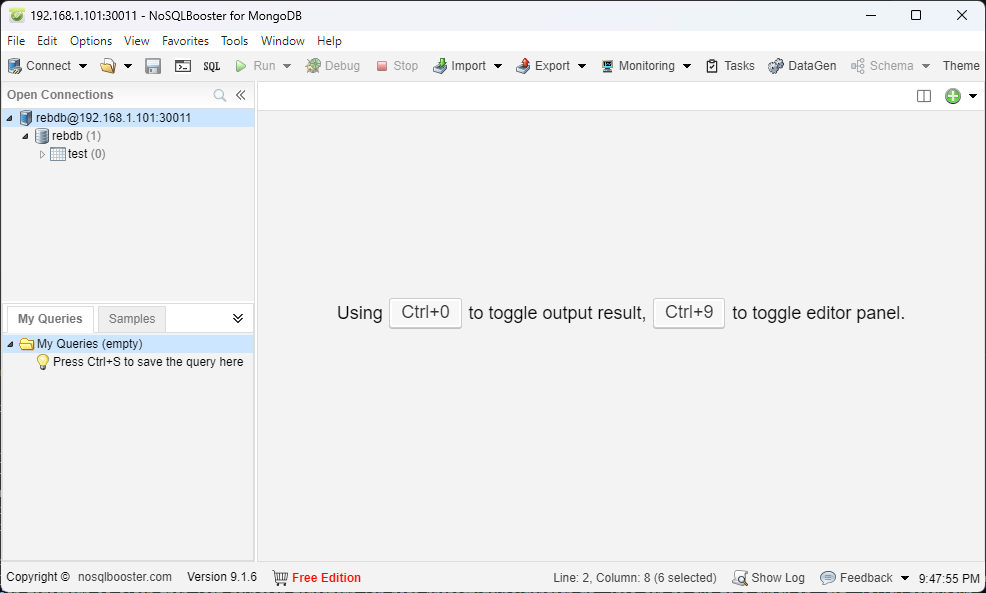 192.168.1.101:30011 - NoSQLBooster for MongoDB
File Edit Options View Favorites Tools Window Help
Connect SQL Run Debug Stop Import Export Monitoring Tasks DataGen Schema Theme
Open Connections
rebdb@192.168.1.101:30011
rebdb (1)
test (0)
Using Ctrl+0 to toggle output result, Ctrl+9 to toggle editor panel.
My Queries Samples
My Queries (empty)
Press Ctrl+S to save the query here
Copyright © nosqlbooster.com Version 9.1.6 Free Edition Line: 2, Column: 8 (6 selected) Show Log Feedback 9:47:55 PM